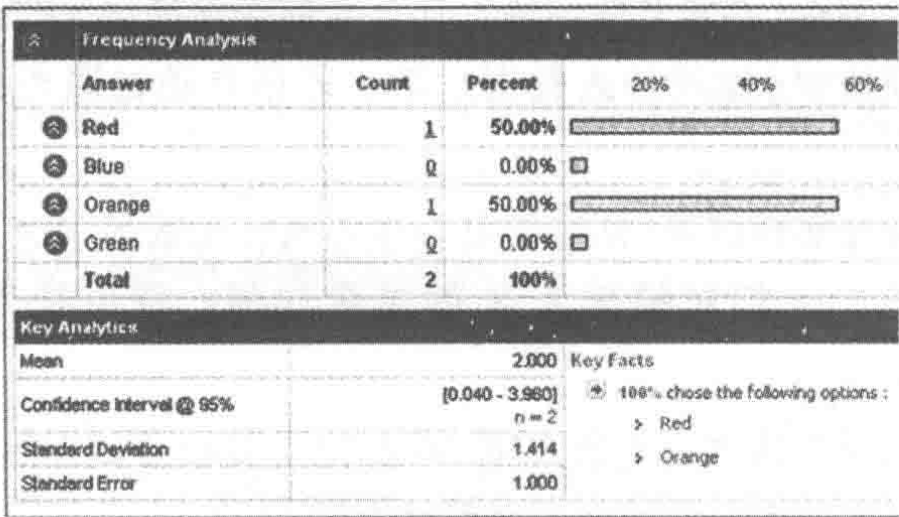 Frequency Analysis
Answer Count Percent 20% 40% 60%
Red 1 50.00%
Blue 0 0.00%
Orange 1 50.00%
Green 0 0.00%
Total 2 100%
Key Analytics
Mean 2.000
Key Facts
Confidence Interval @ 95% [0.040 - 3.960]
n = 2
100% chose the following options :
Red
Orange
Standard Deviation 1.414
Standard Error 1.000